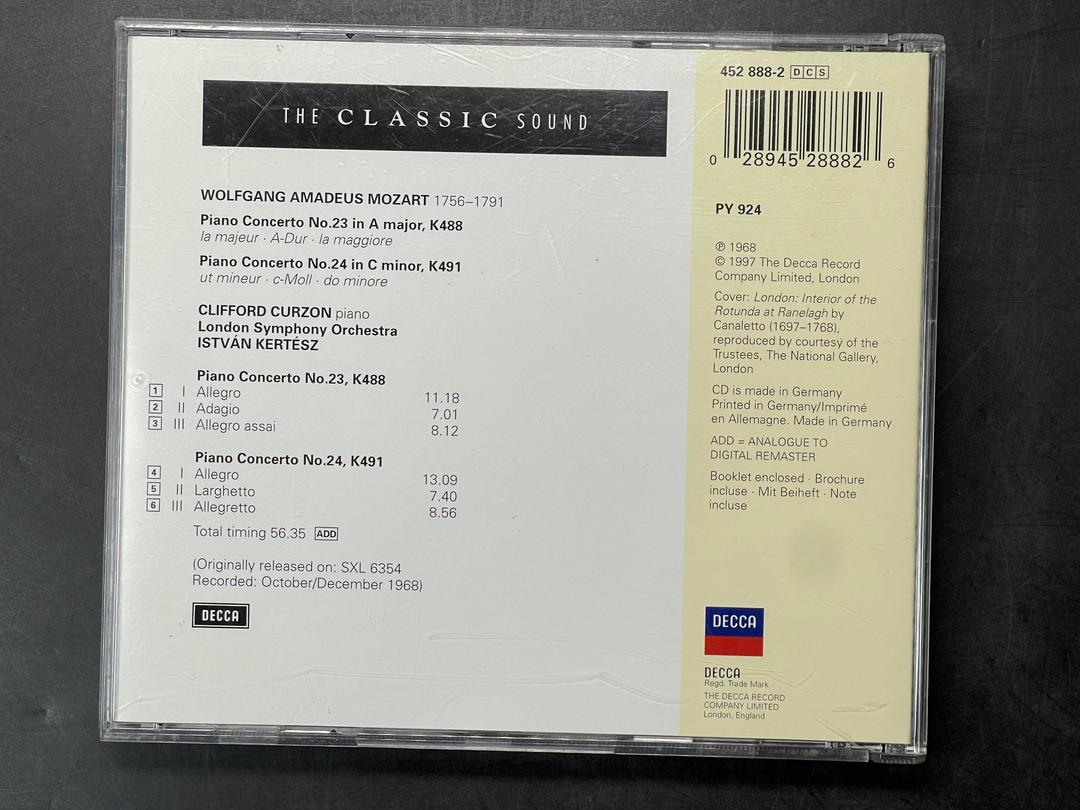 THE CLASSIC SOUND
WOLFGANG AMADEUS MOZART 1756–1791
Piano Concerto No.23 in A major, K488
la majeur · A-Dur · la maggiore
Piano Concerto No.24 in C minor, K491
ut mineur · c-Moll · do minore
CLIFFORD CURZON piano
London Symphony Orchestra
ISTVÁN KERTÉSZ
Piano Concerto No.23, K488
1 I Allegro 11.18
2 II Adagio 7.01
3 III Allegro assai 8.12
Piano Concerto No.24, K491
4 I Allegro 13.09
5 II Larghetto 7.40
6 III Allegretto 8.56
Total timing 56.35 ADD
(Originally released on: SXL 6354
Recorded: October/December 1968)
DECCA
452 888-2 DCS
0 28945 28882 6
PY 924
℗ 1968
© 1997 The Decca Record
Company Limited, London
Cover: London: Interior of the
Rotunda at Ranelagh by
Canaletto (1697–1768),
reproduced by courtesy of the
Trustees, The National Gallery,
London
CD is made in Germany
Printed in Germany/Imprimé
en Allemagne. Made in Germany
ADD = ANALOGUE TO
DIGITAL REMASTER
Booklet enclosed · Brochure
incluse · Mit Beiheft · Note
incluse
DECCA
DECCA
Regd. Trade Mark
THE DECCA RECORD
COMPANY LIMITED
London, England